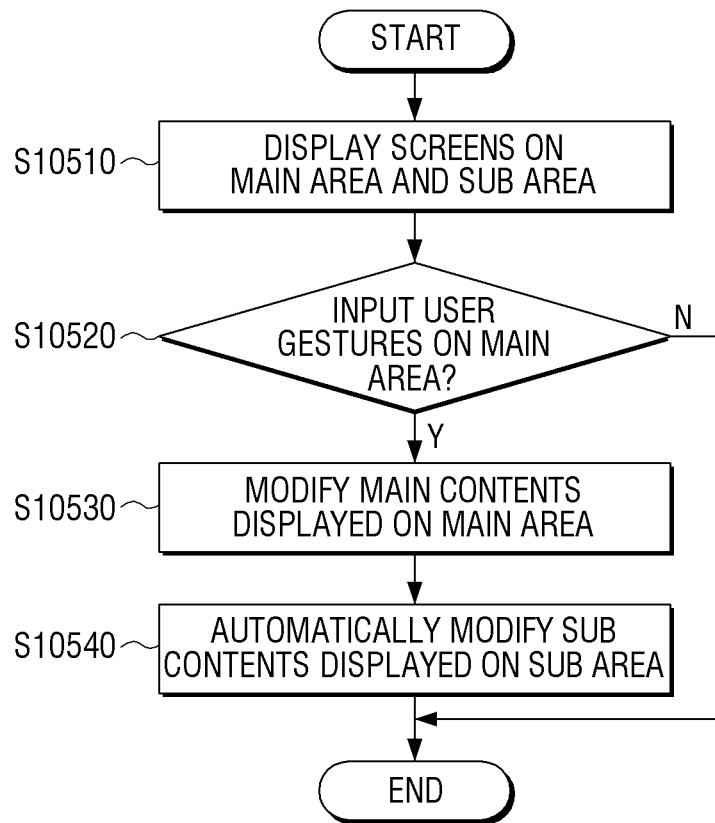 START
S10510
DISPLAY SCREENS ON
MAIN AREA AND SUB AREA
S10520
INPUT USER
GESTURES ON MAIN
AREA?
N
Y
S10530
MODIFY MAIN CONTENTS
DISPLAYED ON MAIN AREA
S10540
AUTOMATICALLY MODIFY SUB
CONTENTS DISPLAYED ON SUB AREA
END